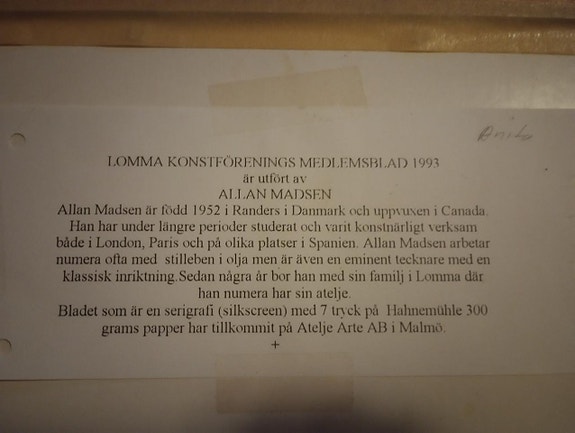 Anita
LOMMA KONSTFÖRENINGS MEDLEMSBLAD 1993
är utfört av
ALLAN MADSEN
Allan Madsen är född 1952 i Randers i Danmark och uppvuxen i Canada.
Han har under längre perioder studerat och varit konstnärligt verksam
både i London, Paris och på olika platser i Spanien. Allan Madsen arbetar
numera ofta med stilleben i olja men är även en eminent tecknare med en
klassisk inriktning.Sedan några år bor han med sin familj i Lomma där
han numera har sin atelje.
Bladet som är en serigrafi (silkscreen) med 7 tryck på Hahnemühle 300
grams papper har tillkommit på Atelje Arte AB i Malmö.
+